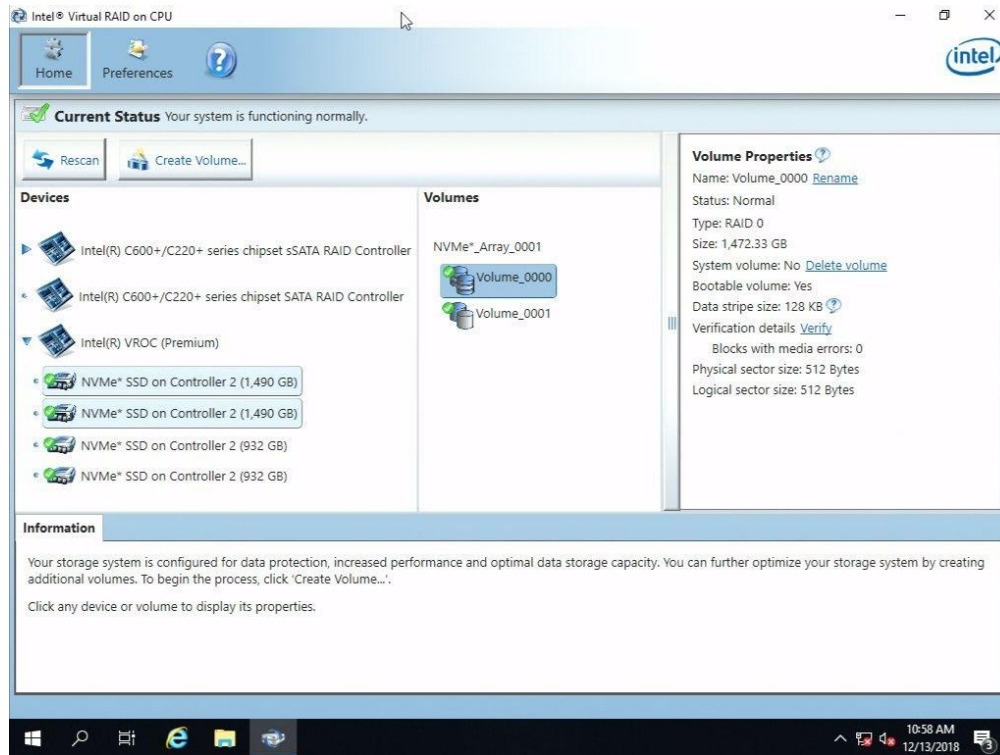 Intel® Virtual RAID on CPU
Home
Preferences
?
intel
Current Status Your system is functioning normally.
Rescan
Create Volume...
Devices
Intel(R) C600+/C220+ series chipset sSATA RAID Controller
Intel(R) C600+/C220+ series chipset SATA RAID Controller
Intel(R) VROC (Premium)
NVMe* SSD on Controller 2 (1,490 GB)
NVMe* SSD on Controller 2 (1,490 GB)
NVMe* SSD on Controller 2 (932 GB)
NVMe* SSD on Controller 2 (932 GB)
Volumes
NVMe*_Array_0001
Volume_0000
Volume_0001
Volume Properties ?
Name: Volume_0000 Rename
Status: Normal
Type: RAID 0
Size: 1,472.33 GB
System volume: No Delete volume
Bootable volume: Yes
Data stripe size: 128 KB ?
Verification details Verify
Blocks with media errors: 0
Physical sector size: 512 Bytes
Logical sector size: 512 Bytes
Information
Your storage system is configured for data protection, increased performance and optimal data storage capacity. You can further optimize your storage system by creating
additional volumes. To begin the process, click 'Create Volume...'.
Click any device or volume to display its properties.
10:58 AM
12/13/2018
3